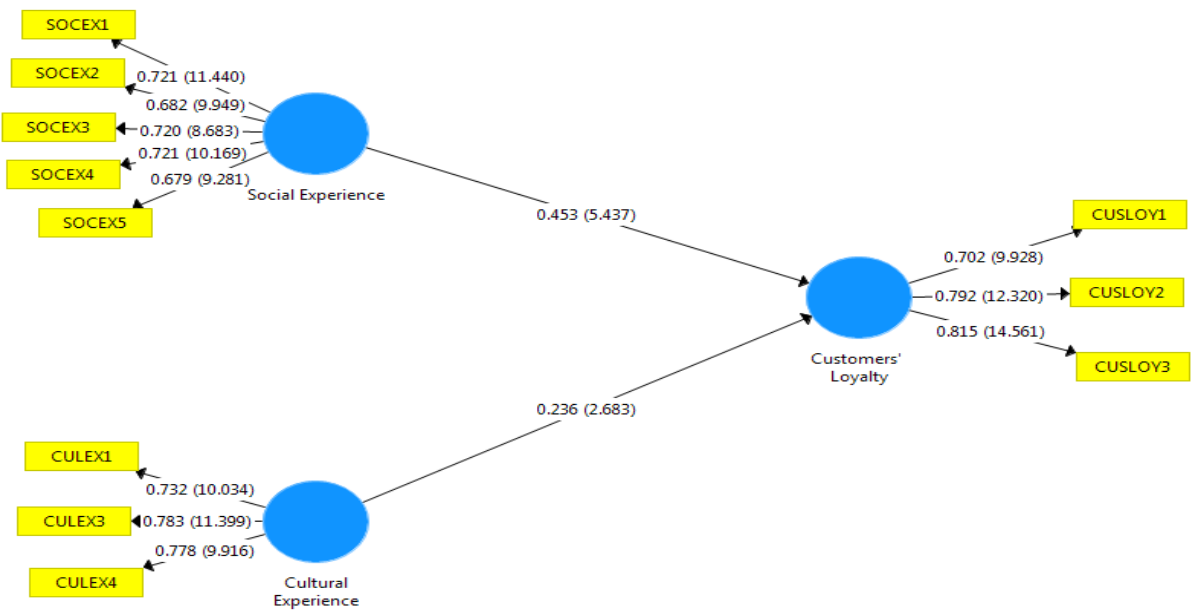 SOCEX1
0.721 (11.440)
SOCEX2
0.682 (9.949)
SOCEX3
0.720 (8.683)
SOCEX4
0.721 (10.169)
0.679 (9.281)
SOCEX5
Social Experience
0.453 (5.437)
CUSLOY1
0.702 (9.928)
0.792 (12.320)
CUSLOY2
0.815 (14.561)
CUSLOY3
Customers'
Loyalty
0.236 (2.683)
CULEX1
0.732 (10.034)
CULEX3
0.783 (11.399)
0.778 (9.916)
CULEX4
Cultural
Experience